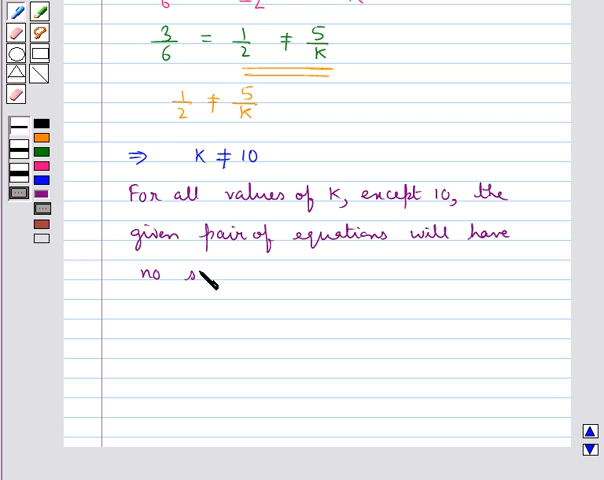 3/6 = 1/2 ≠ 5/K
1/2 ≠ 5/K
⇒ K ≠ 10
For all values of K, except 10, the
given pair of equations will have
no s